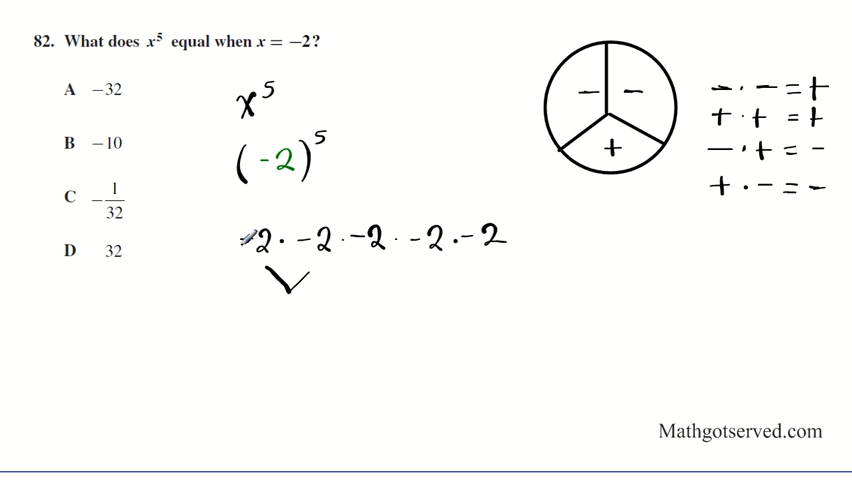 82. What does x⁵ equal when x = −2?
A −32
B −10
C −1/32
D 32
x⁵
(-2)⁵
-2 · -2 · -2 · -2 · -2
− −
+
− · − = +
+ · + = +
− · + = −
+ · − = −
Mathgotserved.com